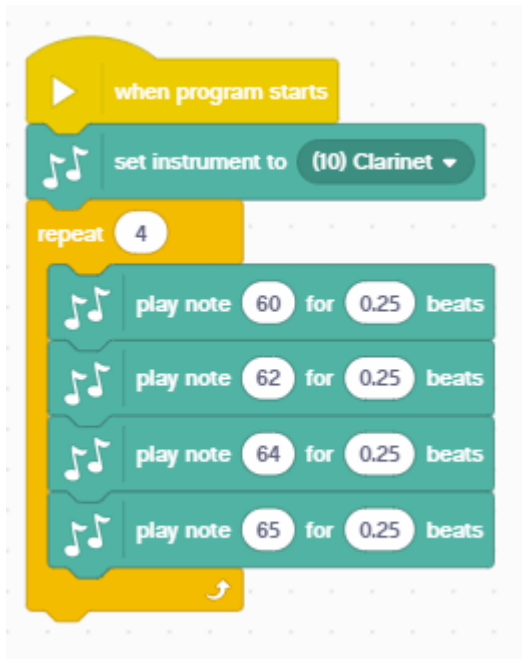 when program starts
set instrument to (10) Clarinet
repeat 4
play note 60 for 0.25 beats
play note 62 for 0.25 beats
play note 64 for 0.25 beats
play note 65 for 0.25 beats